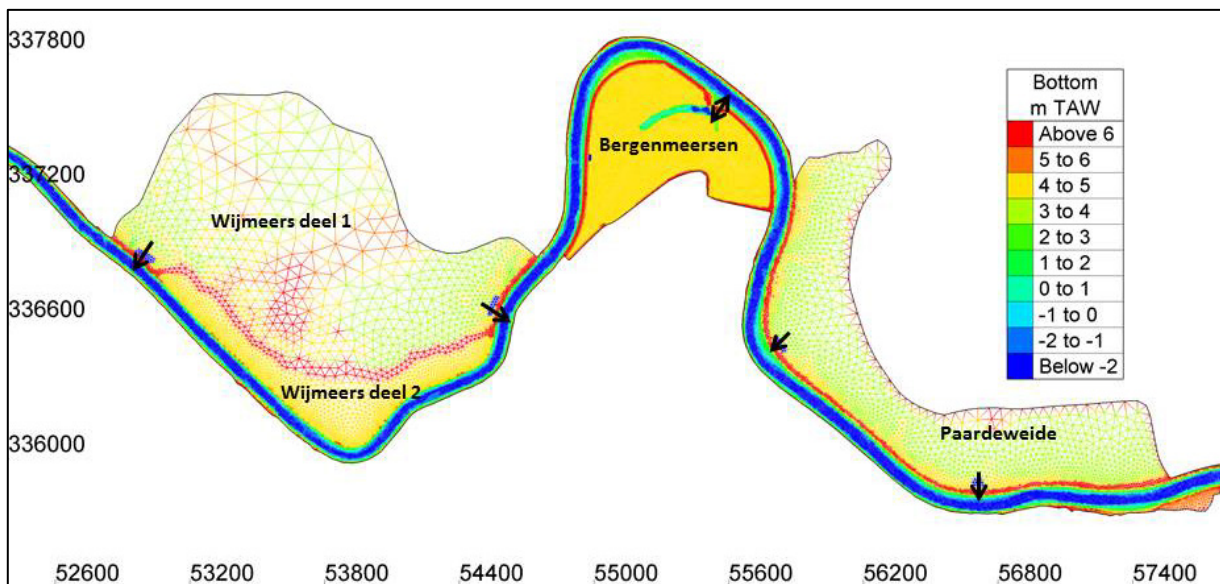 337800
337200
336600
336000
Wijmeers deel 1
Wijmeers deel 2
Bergenmeersen
Paardeweide
Bottom
m TAW
Above 6
5 to 6
4 to 5
3 to 4
2 to 3
1 to 2
0 to 1
-1 to 0
-2 to -1
Below -2
52600 53200 53800 54400 55000 55600 56200 56800 57400